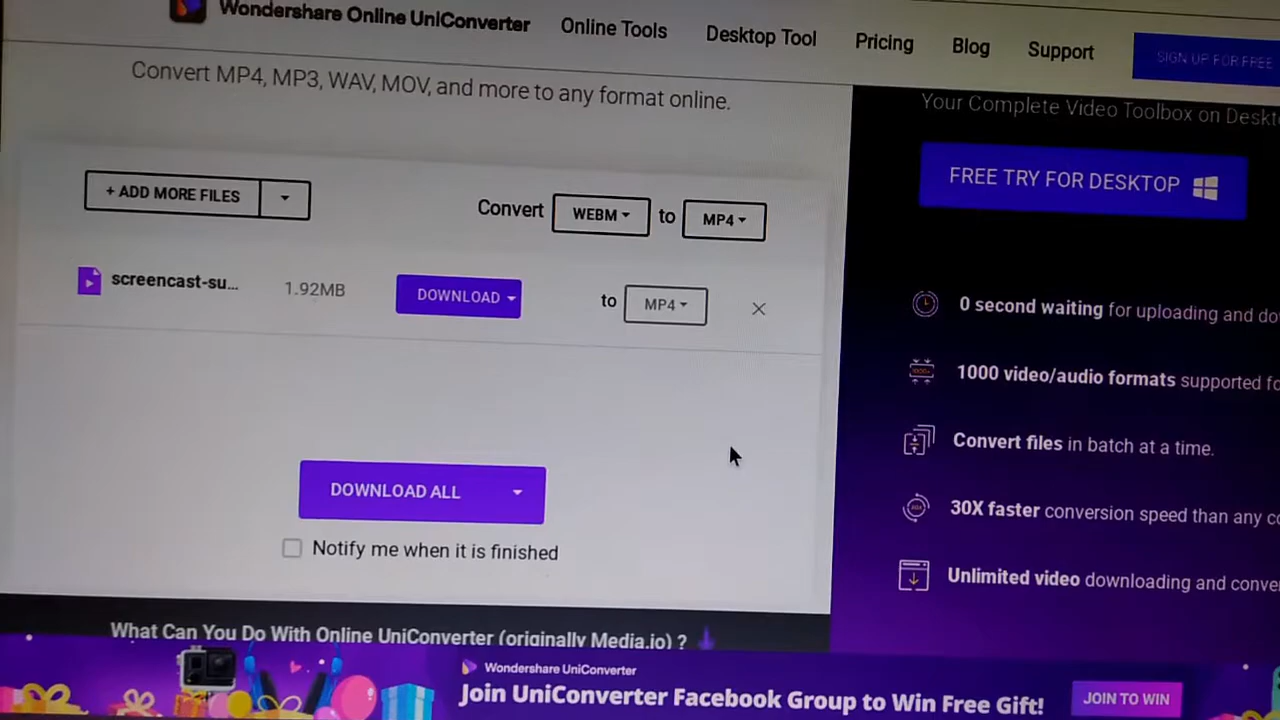 Wondershare Online UniConverter Online Tools Desktop Tool Pricing Blog Support SIGN UP FOR FREE
Convert MP4, MP3, WAV, MOV, and more to any format online.
+ ADD MORE FILES
Convert WEBM to MP4
screencast-su... 1.92MB DOWNLOAD to MP4
DOWNLOAD ALL
Notify me when it is finished
Your Complete Video Toolbox on
FREE TRY FOR DESKTOP
0 second waiting for uploading and
1000 video/audio formats supported
Convert files in batch at a time.
30X faster conversion speed than any
Unlimited video downloading and
What Can You Do With Online UniConverter (originally Media.io) ?
Wondershare UniConverter
Join UniConverter Facebook Group to Win Free Gift!
JOIN TO WIN